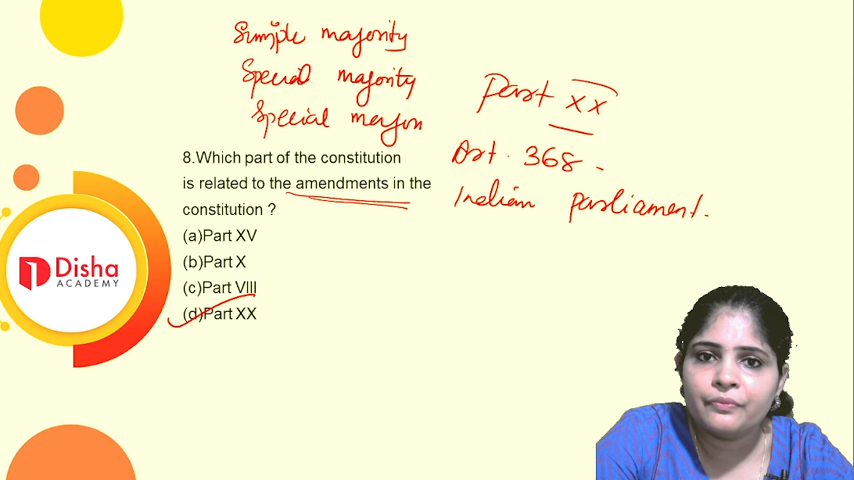 Simple majority
Special majority
Special
Part XX
Art. 368.
Indian parliament.
8.Which part of the constitution
is related to the amendments in the
constitution ?
(a)Part XV
(b)Part X
(c)Part VIII
(d)Part XX
Disha
ACADEMY